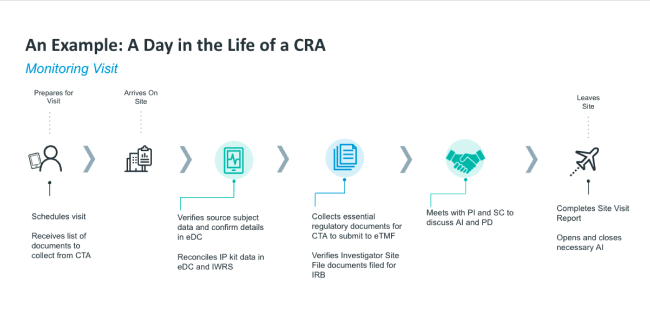 An Example: A Day in the Life of a CRA
Monitoring Visit
Prepares for
Visit
Arrives On
Site
Leaves
Site
Schedules visit
Receives list of
documents to
collect from CTA
Verifies source subject
data and confirm details
in eDC
Reconciles IP kit data in
eDC and IWRS
Collects essential
regulatory documents for
CTA to submit to eTMF
Verifies Investigator Site
File documents filed for
IRB
Meets with PI and SC to
discuss AI and PD
Completes Site Visit
Report
Opens and closes
necessary AI